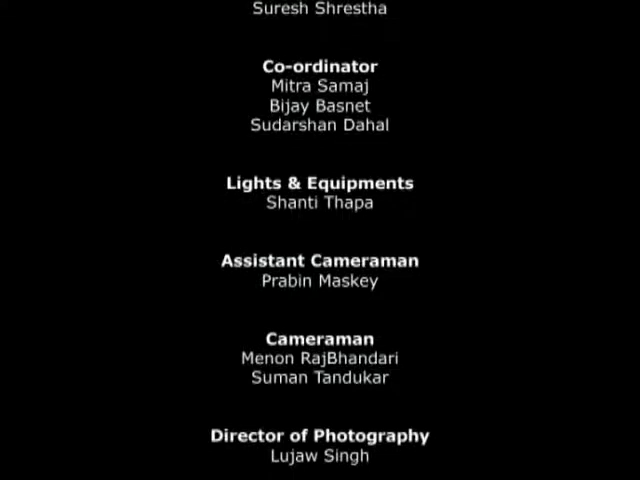 Suresh Shrestha
Co-ordinator
Mitra Samaj
Bijay Basnet
Sudarshan Dahal
Lights & Equipments
Shanti Thapa
Assistant Cameraman
Prabin Maskey
Cameraman
Menon RajBhandari
Suman Tandukar
Director of Photography
Lujaw Singh